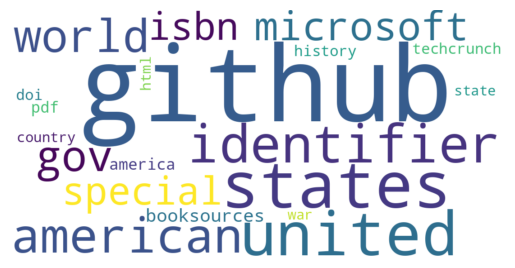 world isbn microsoft
history techcrunch
github
html
doi
pdf
state
country
gov identifier
america
special states
booksources war
american united